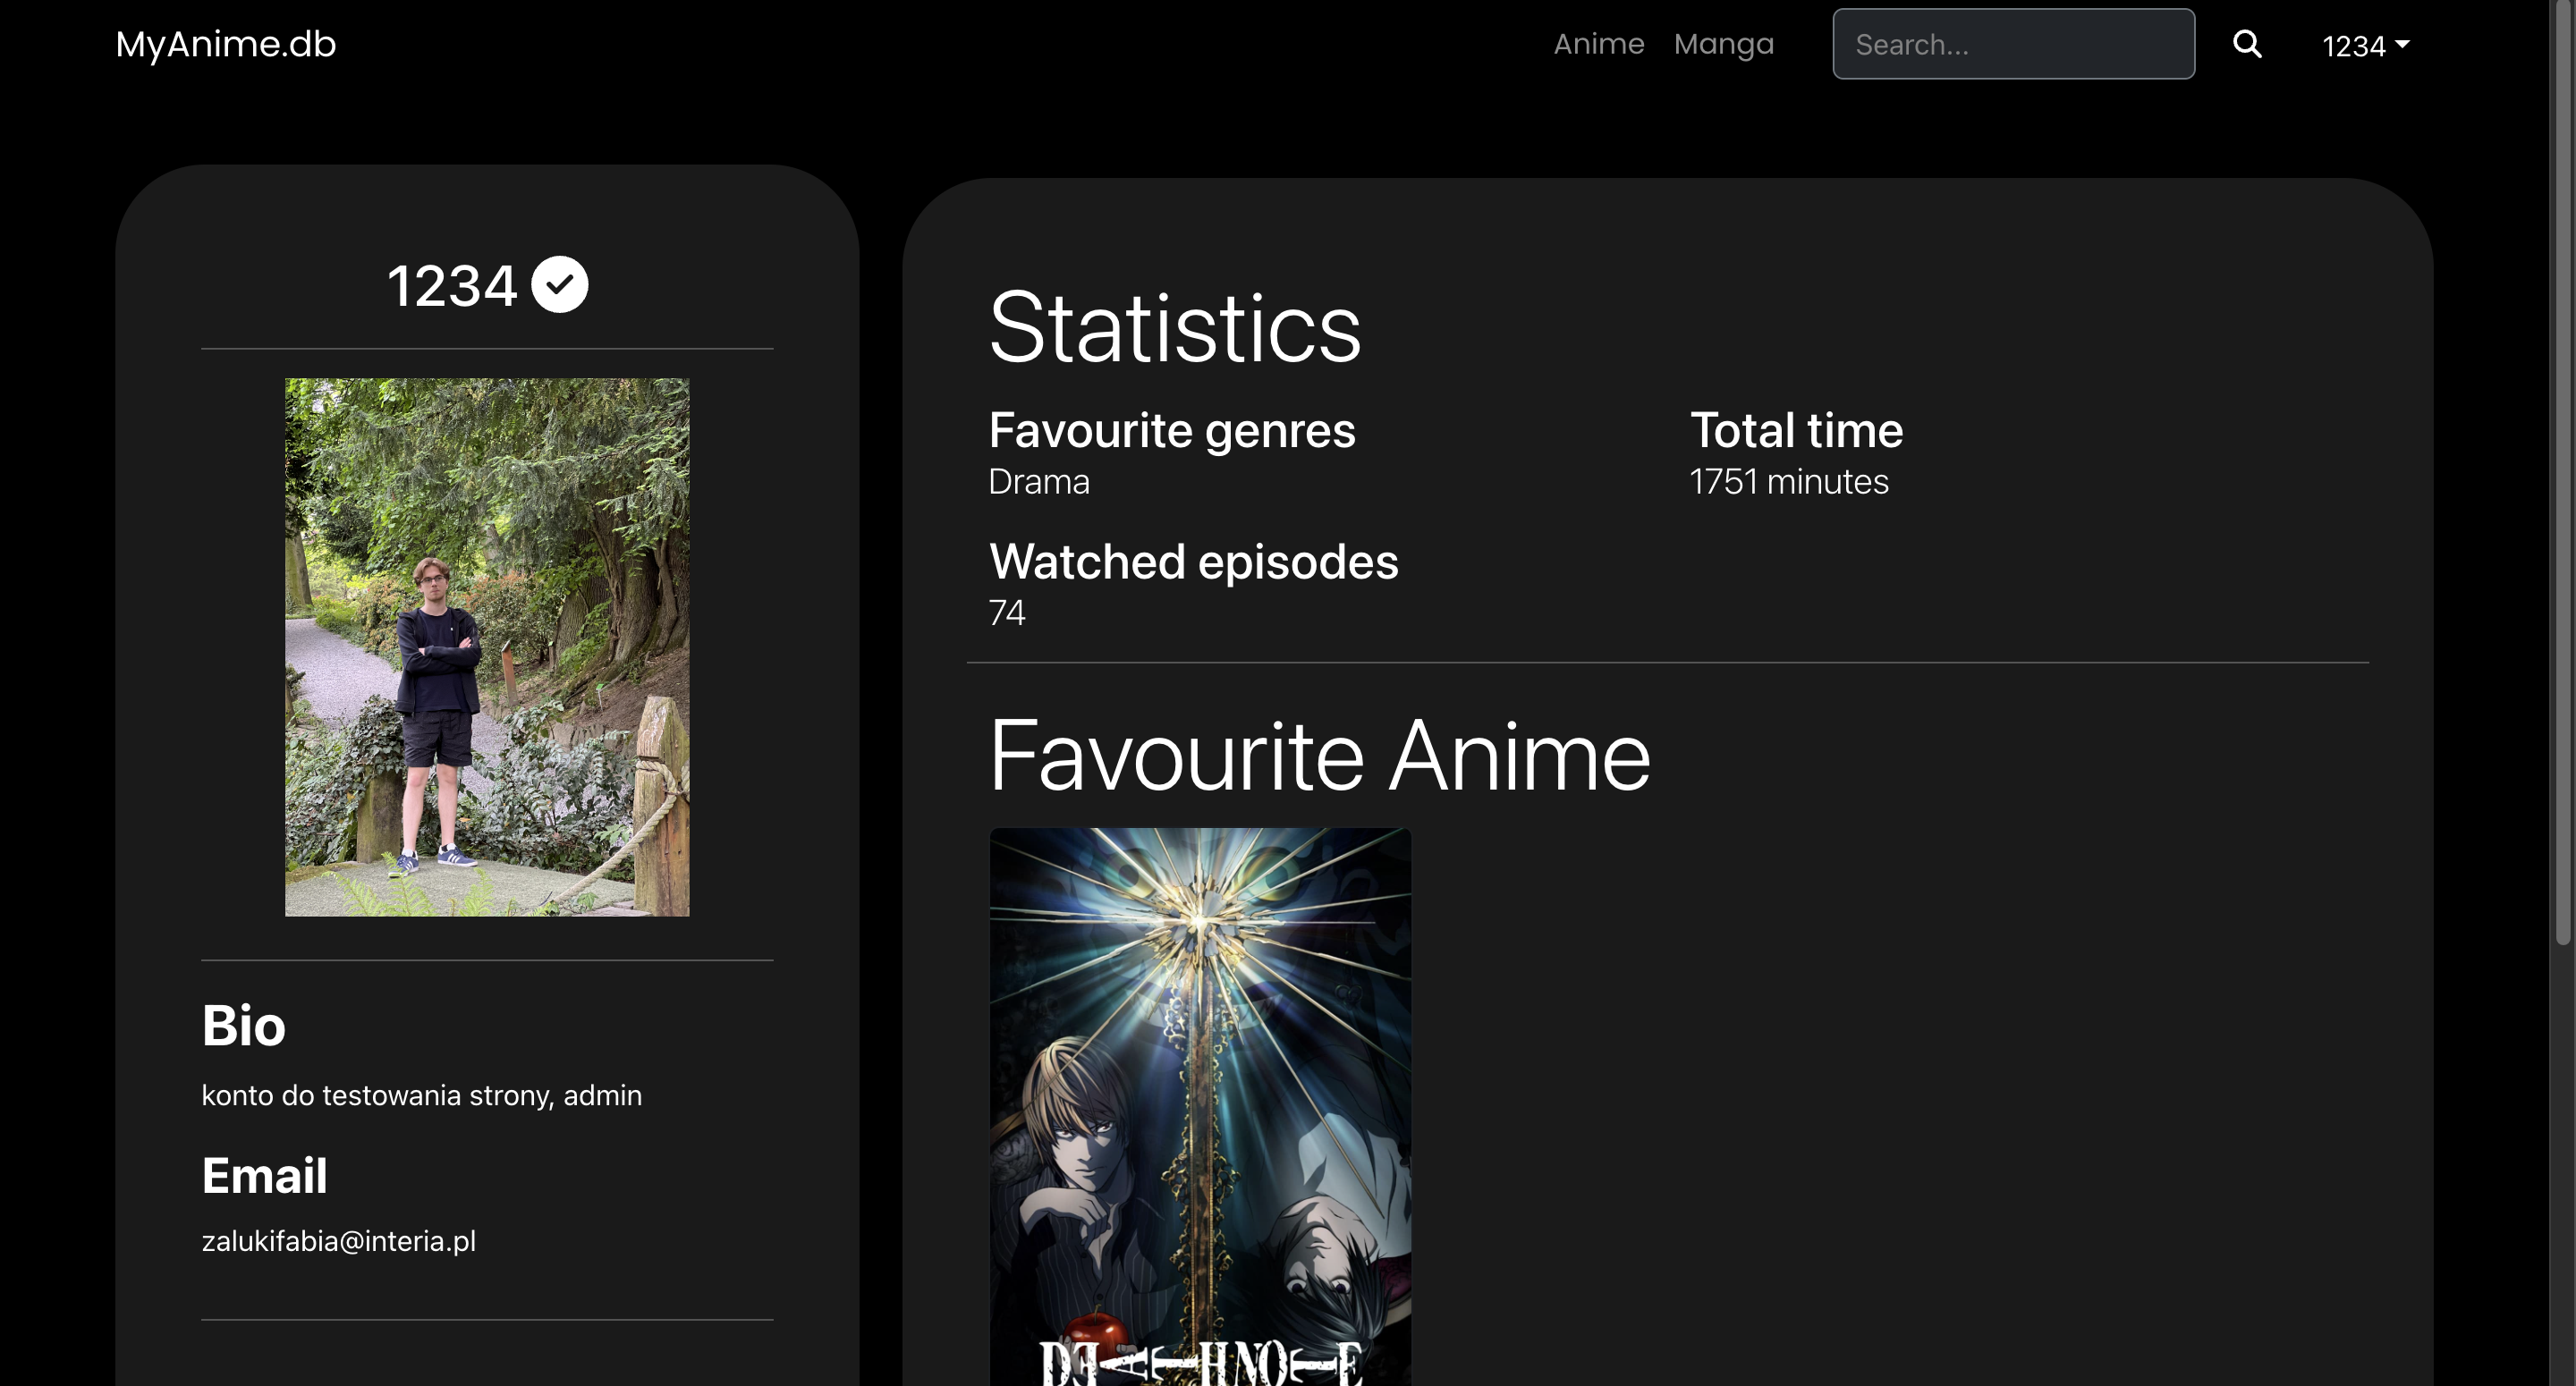 MyAnime.db
Anime Manga Search... 1234
1234
Bio
konto do testowania strony, admin
Email
zalukifabia@interia.pl
Statistics
Favourite genres
Drama
Total time
1751 minutes
Watched episodes
74
Favourite Anime
DEATH NOTE